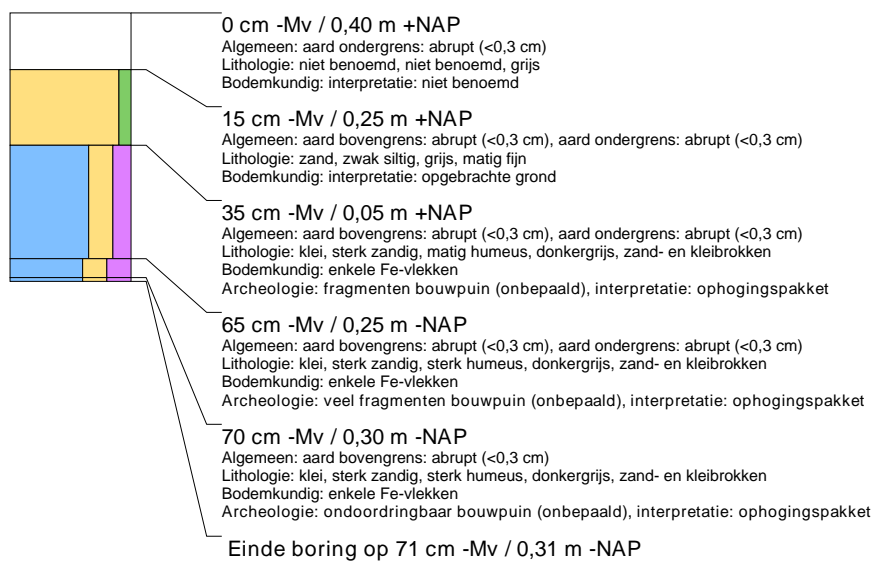 0 cm -Mv / 0,40 m +NAP
Algemeen: aard ondergrens: abrupt (<0,3 cm)
Lithologie: niet benoemd, niet benoemd, grijs
Bodemkundig: interpretatie: niet benoemd
15 cm -Mv / 0,25 m +NAP
Algemeen: aard bovengrens: abrupt (<0,3 cm), aard ondergrens: abrupt (<0,3 cm)
Lithologie: zand, zwak siltig, grijs, matig fijn
Bodemkundig: interpretatie: opgebrachte grond
35 cm -Mv / 0,05 m +NAP
Algemeen: aard bovengrens: abrupt (<0,3 cm), aard ondergrens: abrupt (<0,3 cm)
Lithologie: klei, sterk zandig, matig humeus, donkergrijs, zand- en kleibrokken
Bodemkundig: enkele Fe-vlekken
Archeologie: fragmenten bouwpuin (onbepaald), interpretatie: ophogingspakket
65 cm -Mv / 0,25 m -NAP
Algemeen: aard bovengrens: abrupt (<0,3 cm), aard ondergrens: abrupt (<0,3 cm)
Lithologie: klei, sterk zandig, sterk humeus, donkergrijs, zand- en kleibrokken
Bodemkundig: enkele Fe-vlekken
Archeologie: veel fragmenten bouwpuin (onbepaald), interpretatie: ophogingspakket
70 cm -Mv / 0,30 m -NAP
Algemeen: aard bovengrens: abrupt (<0,3 cm)
Lithologie: klei, sterk zandig, sterk humeus, donkergrijs, zand- en kleibrokken
Bodemkundig: enkele Fe-vlekken
Archeologie: ondoordringbaar bouwpuin (onbepaald), interpretatie: ophogingspakket
Einde boring op 71 cm -Mv / 0,31 m -NAP